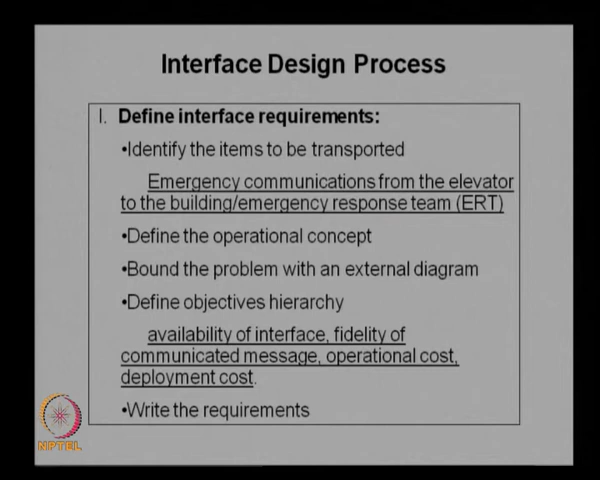 Interface Design Process
I. Define interface requirements:
•Identify the items to be transported
Emergency communications from the elevator
to the building/emergency response team (ERT)
•Define the operational concept
•Bound the problem with an external diagram
•Define objectives hierarchy
availability of interface, fidelity of
communicated message, operational cost,
deployment cost.
•Write the requirements
NPTEL